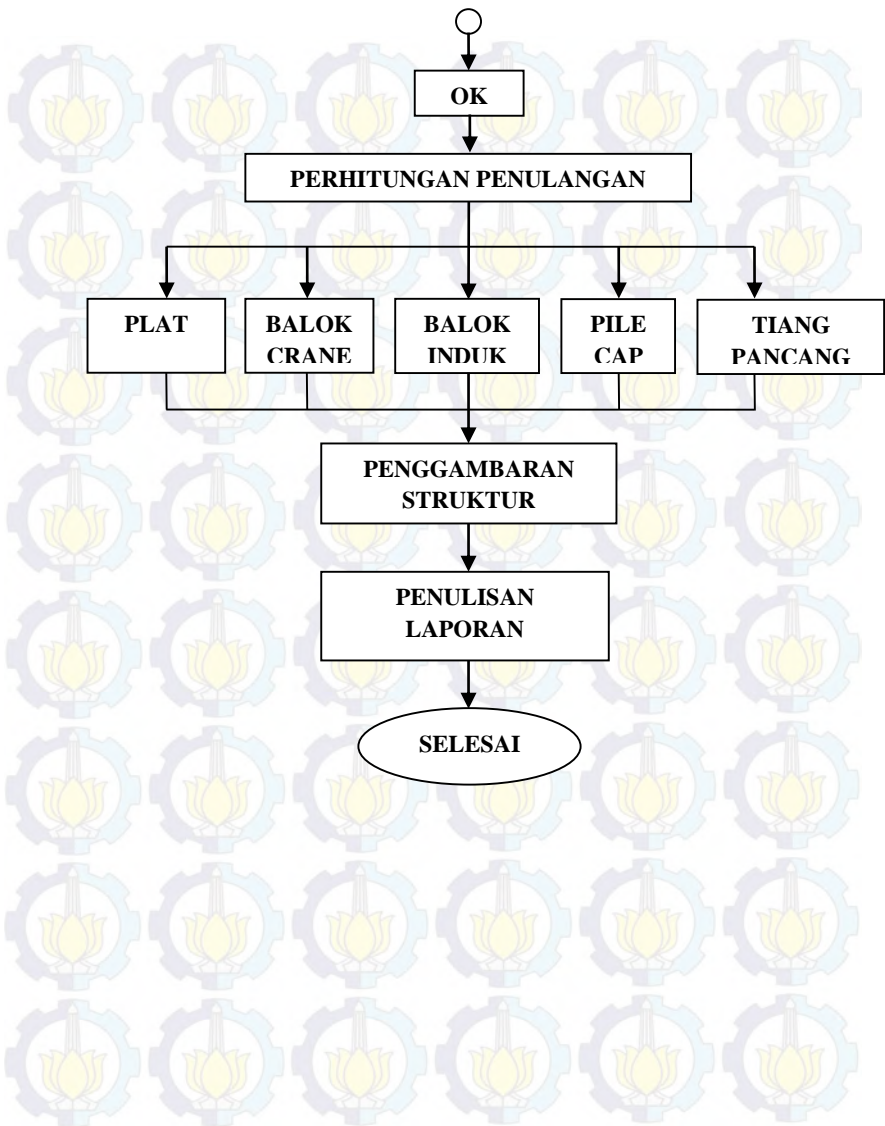 OK
PERHITUNGAN PENULANGAN
PLAT
BALOK
CRANE
BALOK
INDUK
PILE
CAP
TIANG
PANCANG
PENGGAMBARAN
STRUKTUR
PENULISAN
LAPORAN
SELESAI